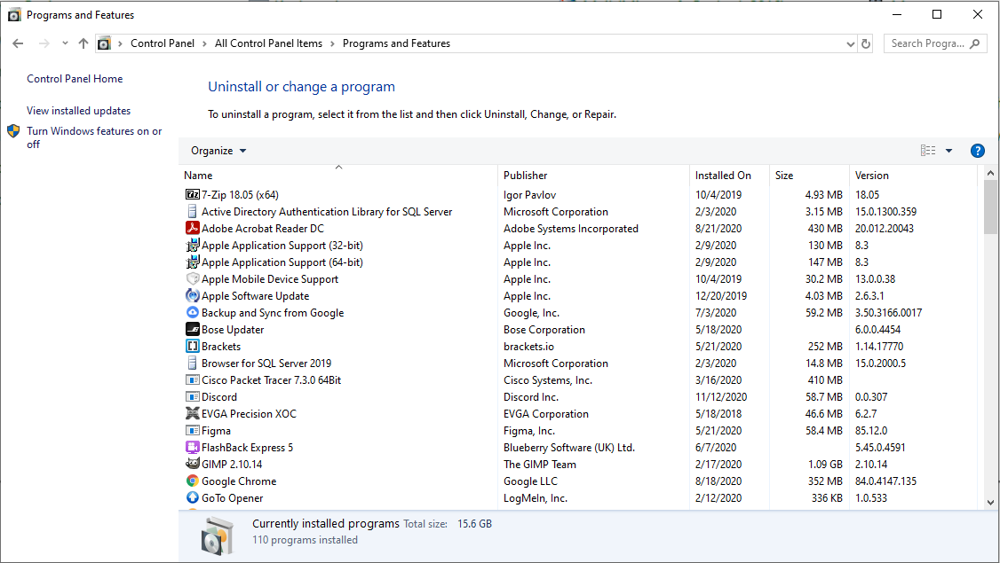 Programs and Features
Control Panel > All Control Panel Items > Programs and Features
Search Progra...
Control Panel Home
View installed updates
Turn Windows features on or
off
Uninstall or change a program
To uninstall a program, select it from the list and then click Uninstall, Change, or Repair.
Organize
Name Publisher Installed On Size Version
7-Zip 18.05 (x64) Igor Pavlov 10/4/2019 4.93 MB 18.05
Active Directory Authentication Library for SQL Server Microsoft Corporation 2/3/2020 3.15 MB 15.0.1300.359
Adobe Acrobat Reader DC Adobe Systems Incorporated 8/21/2020 430 MB 20.012.20043
Apple Application Support (32-bit) Apple Inc. 2/9/2020 130 MB 8.3
Apple Application Support (64-bit) Apple Inc. 2/9/2020 147 MB 8.3
Apple Mobile Device Support Apple Inc. 10/4/2019 30.2 MB 13.0.0.38
Apple Software Update Apple Inc. 12/20/2019 4.03 MB 2.6.3.1
Backup and Sync from Google Google, Inc. 7/3/2020 59.2 MB 3.50.3166.0017
Bose Updater Bose Corporation 5/18/2020 6.0.0.4454
Brackets brackets.io 5/21/2020 252 MB 1.14.17770
Browser for SQL Server 2019 Microsoft Corporation 2/3/2020 14.8 MB 15.0.2000.5
Cisco Packet Tracer 7.3.0 64Bit Cisco Systems, Inc. 3/16/2020 410 MB
Discord Discord Inc. 11/12/2020 58.7 MB 0.0.307
EVGA Precision XOC EVGA Corporation 5/18/2018 46.6 MB 6.2.7
Figma Figma, Inc. 5/21/2020 58.4 MB 85.12.0
FlashBack Express 5 Blueberry Software (UK) Ltd. 6/7/2020 5.45.0.4591
GIMP 2.10.14 The GIMP Team 2/17/2020 1.09 GB 2.10.14
Google Chrome Google LLC 8/18/2020 352 MB 84.0.4147.135
GoTo Opener LogMeIn, Inc. 2/12/2020 336 KB 1.0.533
Currently installed programs Total size: 15.6 GB
110 programs installed